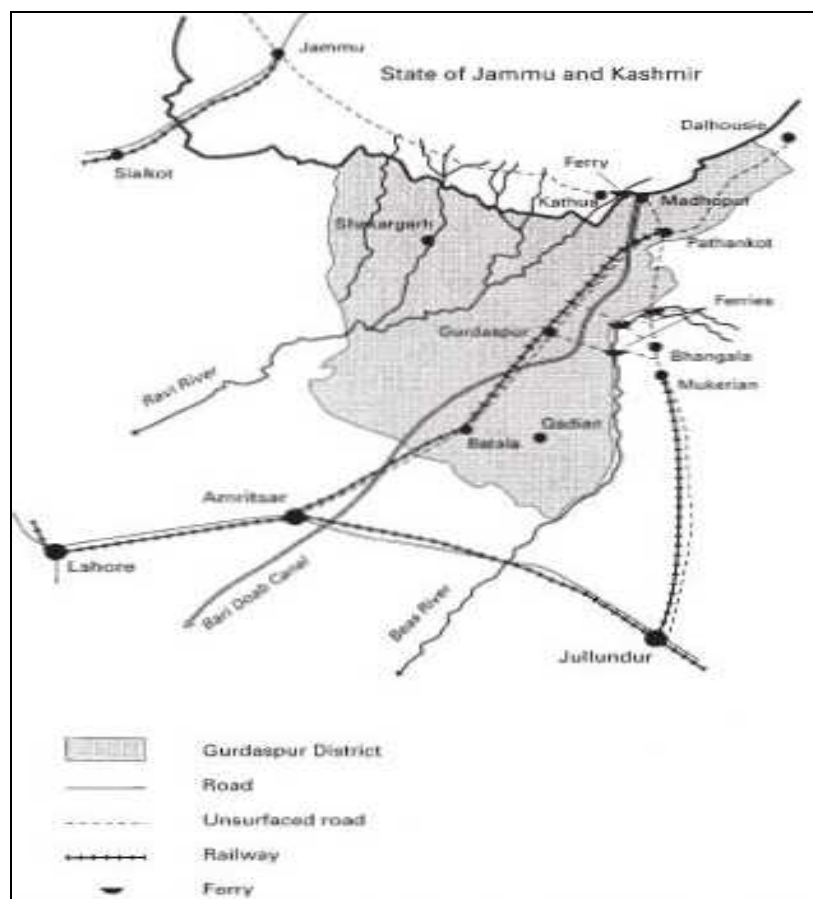 Jammu
State of Jammu and Kashmir
Dalhousie
Sialkot
Ferry
Kathua
Madhopur
Shakargarh
Pathankot
Ferries
Gurdaspur
Bhangala
Ravi River
Mukerian
Batala
Qadian
Amritsar
Lahore
Bari Doab Canal
Beas River
Jullundur
Gurdaspur District
Road
Unsurfaced road
Railway
Ferry